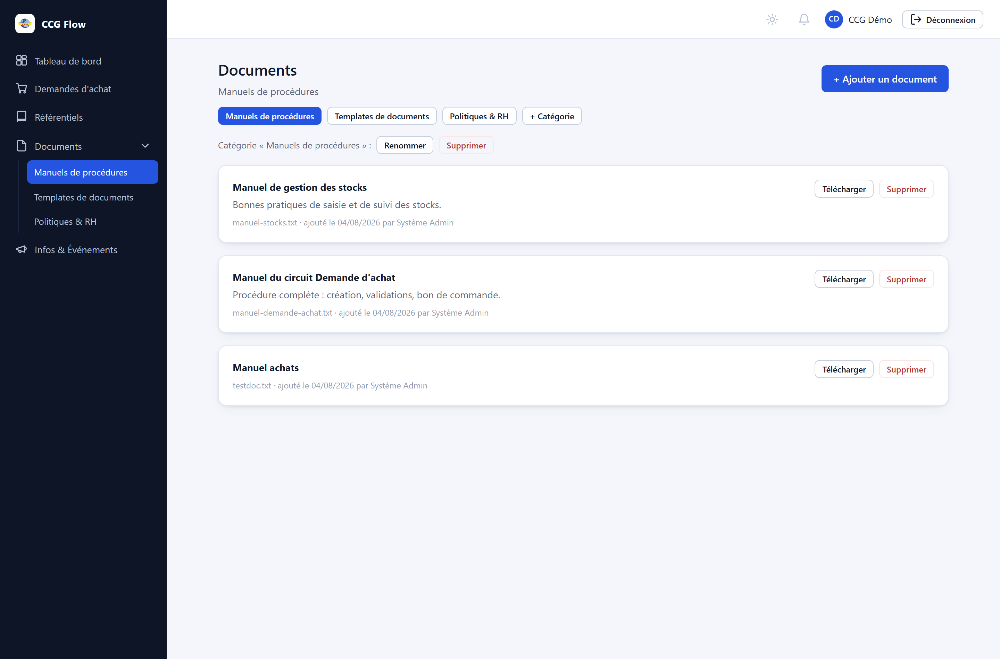 CCG Flow
Tableau de bord
Demandes d'achat
Référentiels
Documents
Manuels de procédures
Templates de documents
Politiques & RH
Infos & Événements
CD
CCG Démo
Déconnexion
Documents
Manuels de procédures
+ Ajouter un document
Manuels de procédures
Templates de documents
Politiques & RH
+ Catégorie
Catégorie « Manuels de procédures » :
Renommer
Supprimer
Manuel de gestion des stocks
Bonnes pratiques de saisie et de suivi des stocks.
manuel-stocks.txt · ajouté le 04/08/2026 par Système Admin
Télécharger
Supprimer
Manuel du circuit Demande d'achat
Procédure complète : création, validations, bon de commande.
manuel-demande-achat.txt · ajouté le 04/08/2026 par Système Admin
Télécharger
Supprimer
Manuel achats
testdoc.txt · ajouté le 04/08/2026 par Système Admin
Télécharger
Supprimer